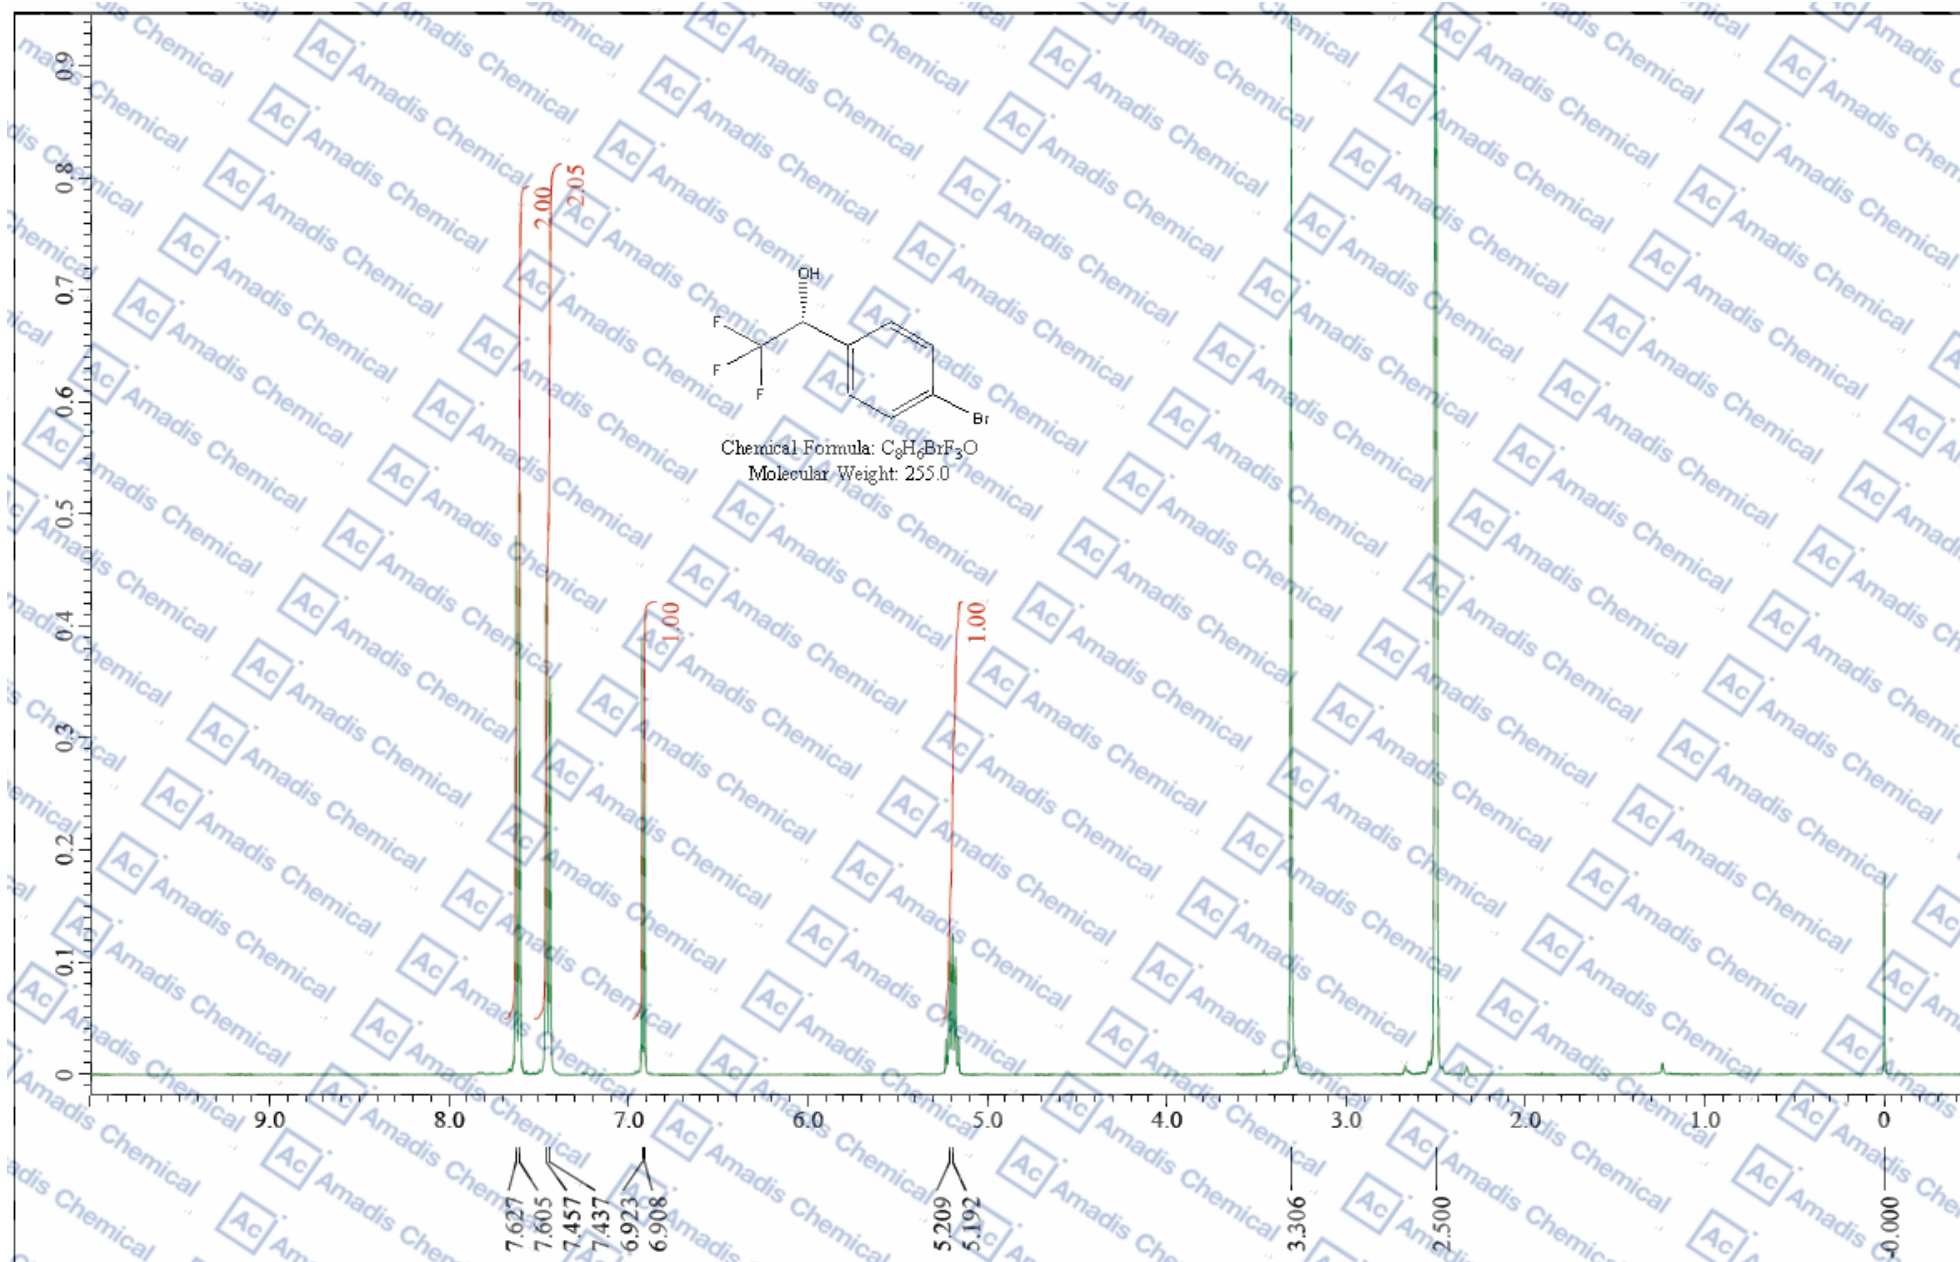 0.9
0.8
0.7
0.6
0.5
0.4
0.3
0.2
0.1
0
2.00
2.05
1.00
1.00
OH
F
F
F
Br
Chemical Formula: C₈H₆BrF₃O
Molecular Weight: 255.0
9.0 8.0 7.0 6.0 5.0 4.0 3.0 2.0 1.0 0
7.627
7.605
7.457
7.437
6.923
6.908
5.209
5.192
3.306
2.500
-0.000
Ac Amadis Chemical